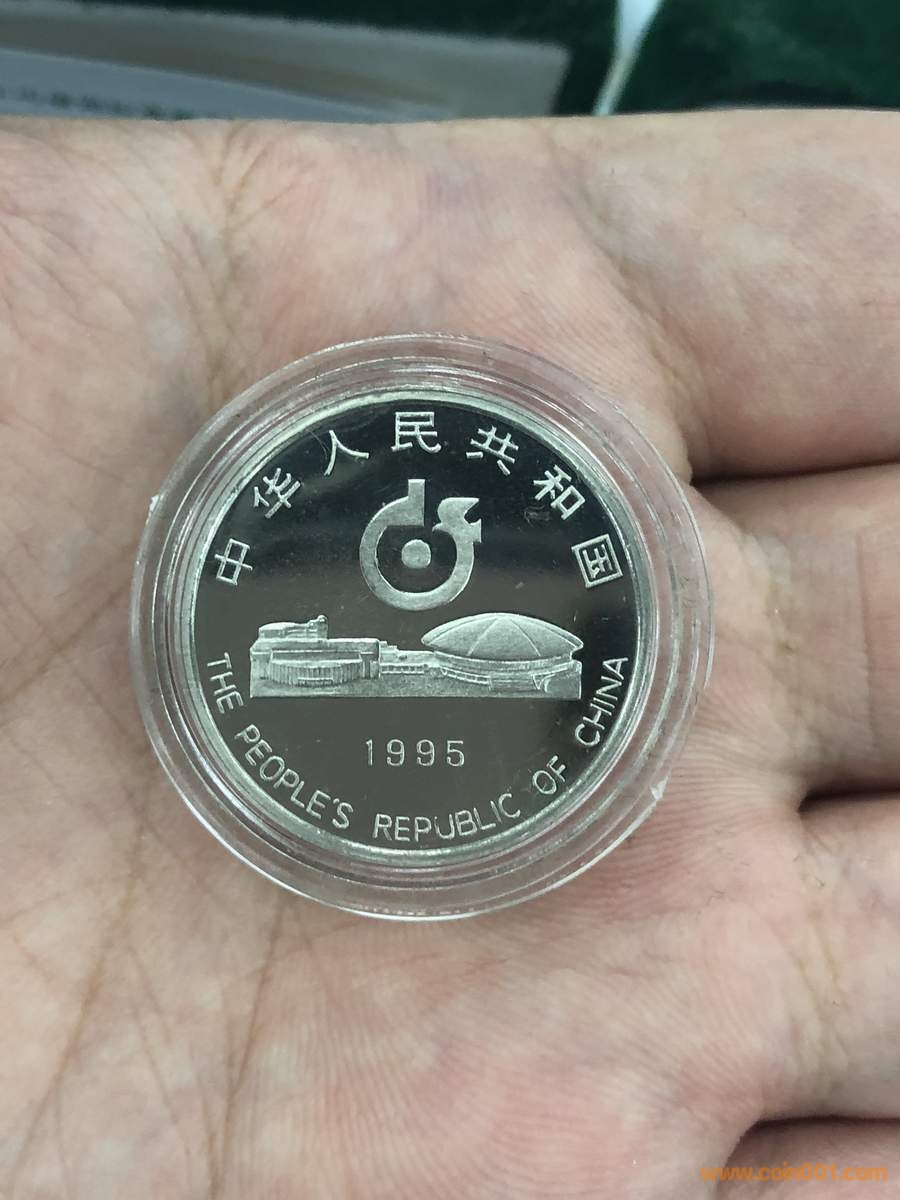 中华人民共和国
1995
THE PEOPLE'S REPUBLIC OF CHINA
www.coin001.com